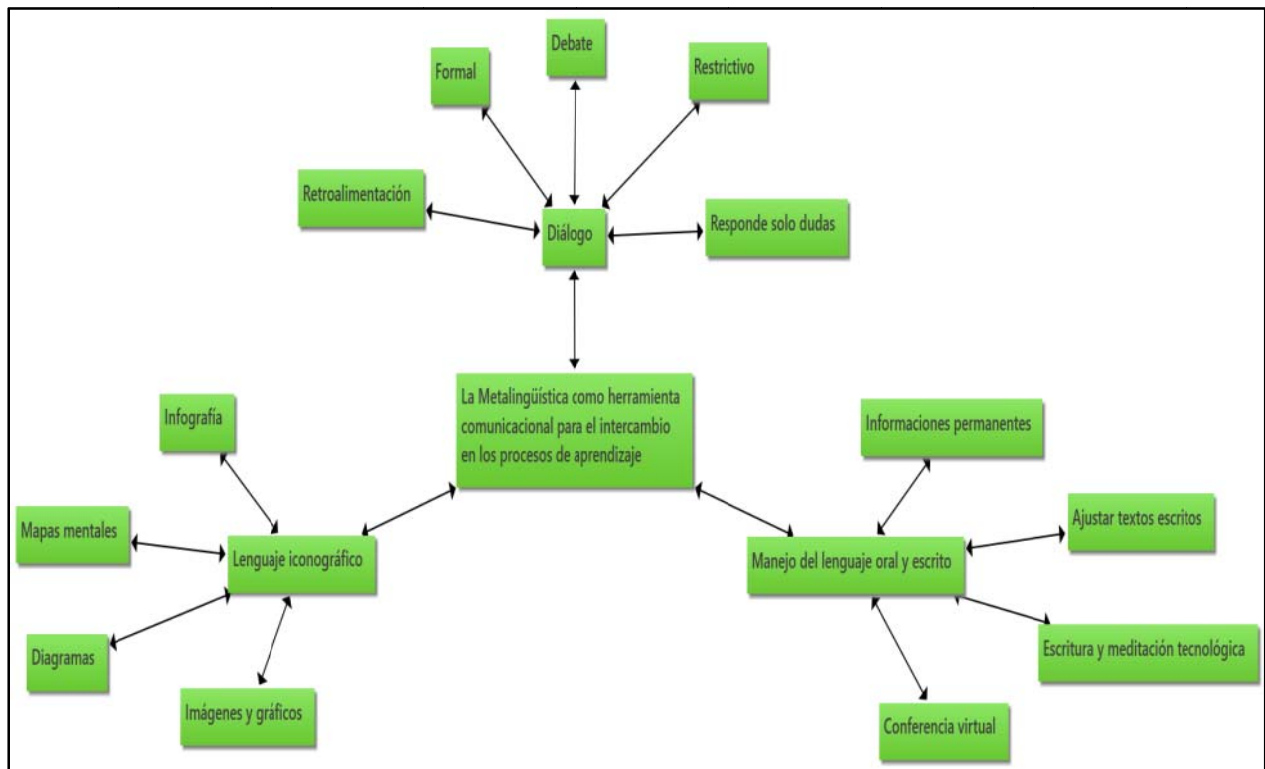 Debate
Formal
Restrictivo
Retroalimentación
Diálogo
Responde solo dudas
La Metalingüística como herramienta
comunicacional para el intercambio
en los procesos de aprendizaje
Infografía
Informaciones permanentes
Mapas mentales
Ajustar textos escritos
Lenguaje iconográfico
Manejo del lenguaje oral y escrito
Diagramas
Escritura y meditación tecnológica
Imágenes y gráficos
Conferencia virtual